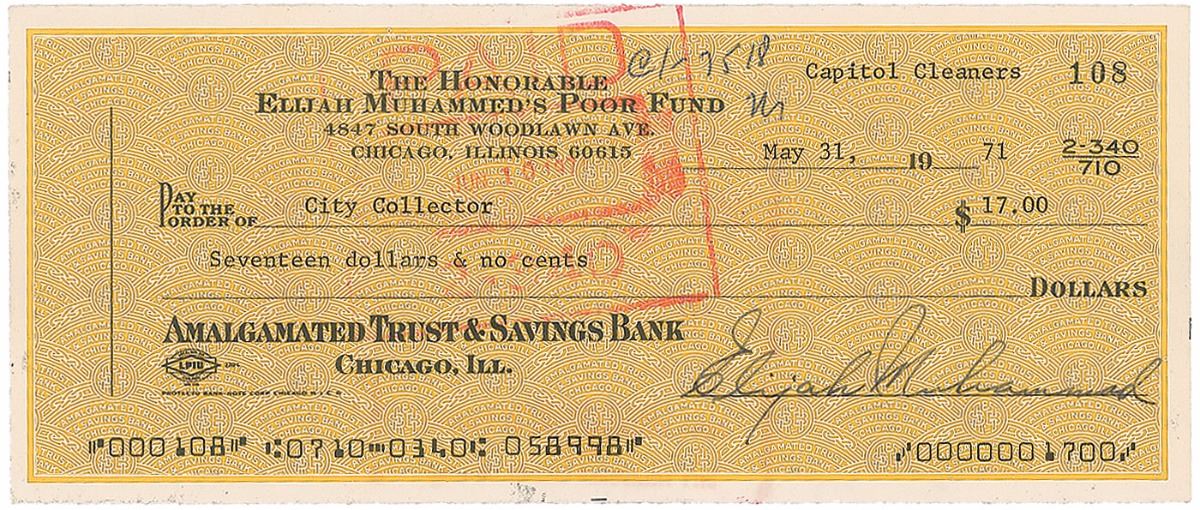 THE HONORABLE
ELIJAH MUHAMMED'S POOR FUND
4847 SOUTH WOODLAWN AVE.
CHICAGO, ILLINOIS 60615
Capitol Cleaners 108
May 31, 19 71 2-340
710
PAY TO THE ORDER OF City Collector $ 17.00
Seventeen dollars & no cents
DOLLARS
AMALGAMATED TRUST & SAVINGS BANK
CHICAGO, ILL.
Elijah Muhammad
⑈000108⑈ ⑆0710⑉0340⑆ 058998⑈ ⑇0000001700⑇